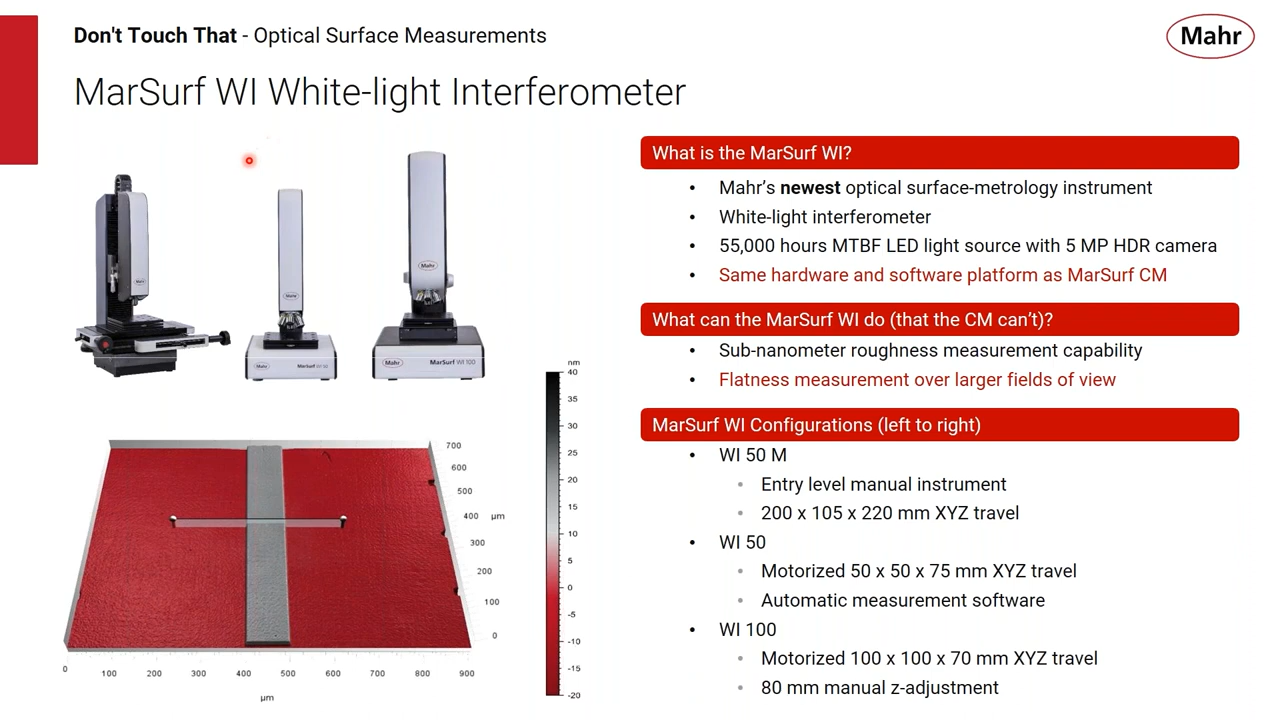 Don't Touch That - Optical Surface Measurements
Mahr
MarSurf WI White-light Interferometer
What is the MarSurf WI?
• Mahr's newest optical surface-metrology instrument
• White-light interferometer
• 55,000 hours MTBF LED light source with 5 MP HDR camera
• Same hardware and software platform as MarSurf CM
What can the MarSurf WI do (that the CM can't)?
• Sub-nanometer roughness measurement capability
• Flatness measurement over larger fields of view
MarSurf WI Configurations (left to right)
• WI 50 M
• Entry level manual instrument
• 200 x 105 x 220 mm XYZ travel
• WI 50
• Motorized 50 x 50 x 75 mm XYZ travel
• Automatic measurement software
• WI 100
• Motorized 100 x 100 x 70 mm XYZ travel
• 80 mm manual z-adjustment
Mahr
Mahr
Mahr
Mahr
MarSurf WI 50
Mahr
MarSurf WI 100
nm
40
35
30
25
20
15
10
5
0
-5
-10
-15
-20
700
600
500
400 µm
300
200
100
0
0 100 200 300 400 500 600 700 800 900
µm